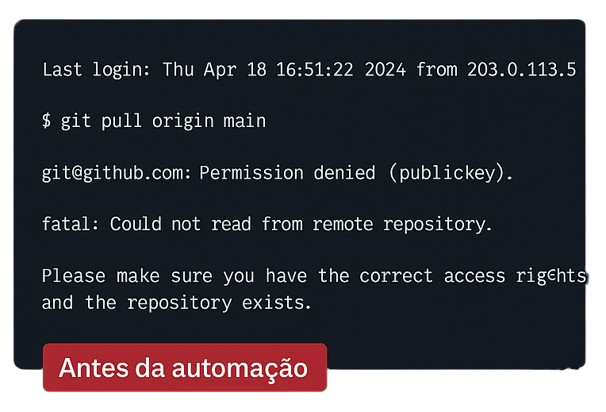 Last login: Thu Apr 18 16:51:22 2024 from 203.0.113.5
$ git pull origin main
git@github.com: Permission denied (publickey).
fatal: Could not read from remote repository.
Please make sure you have the correct access rig∈hts
and the repository exists.
Antes da automação